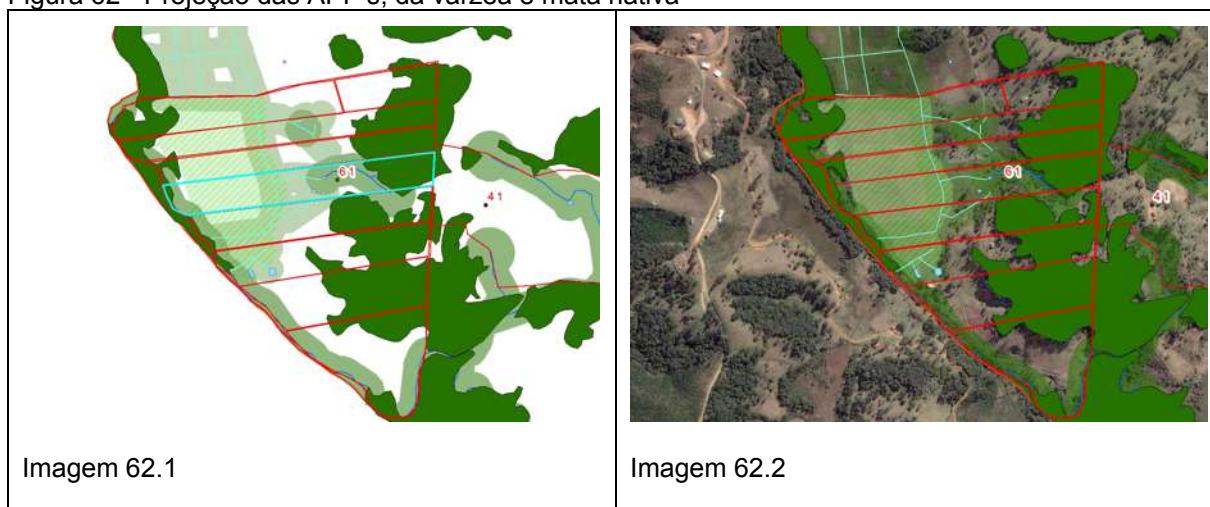 Figura 62 - Projeção das APP's, da várzea e mata nativa
61
41
61
41
Imagem 62.1
Imagem 62.2